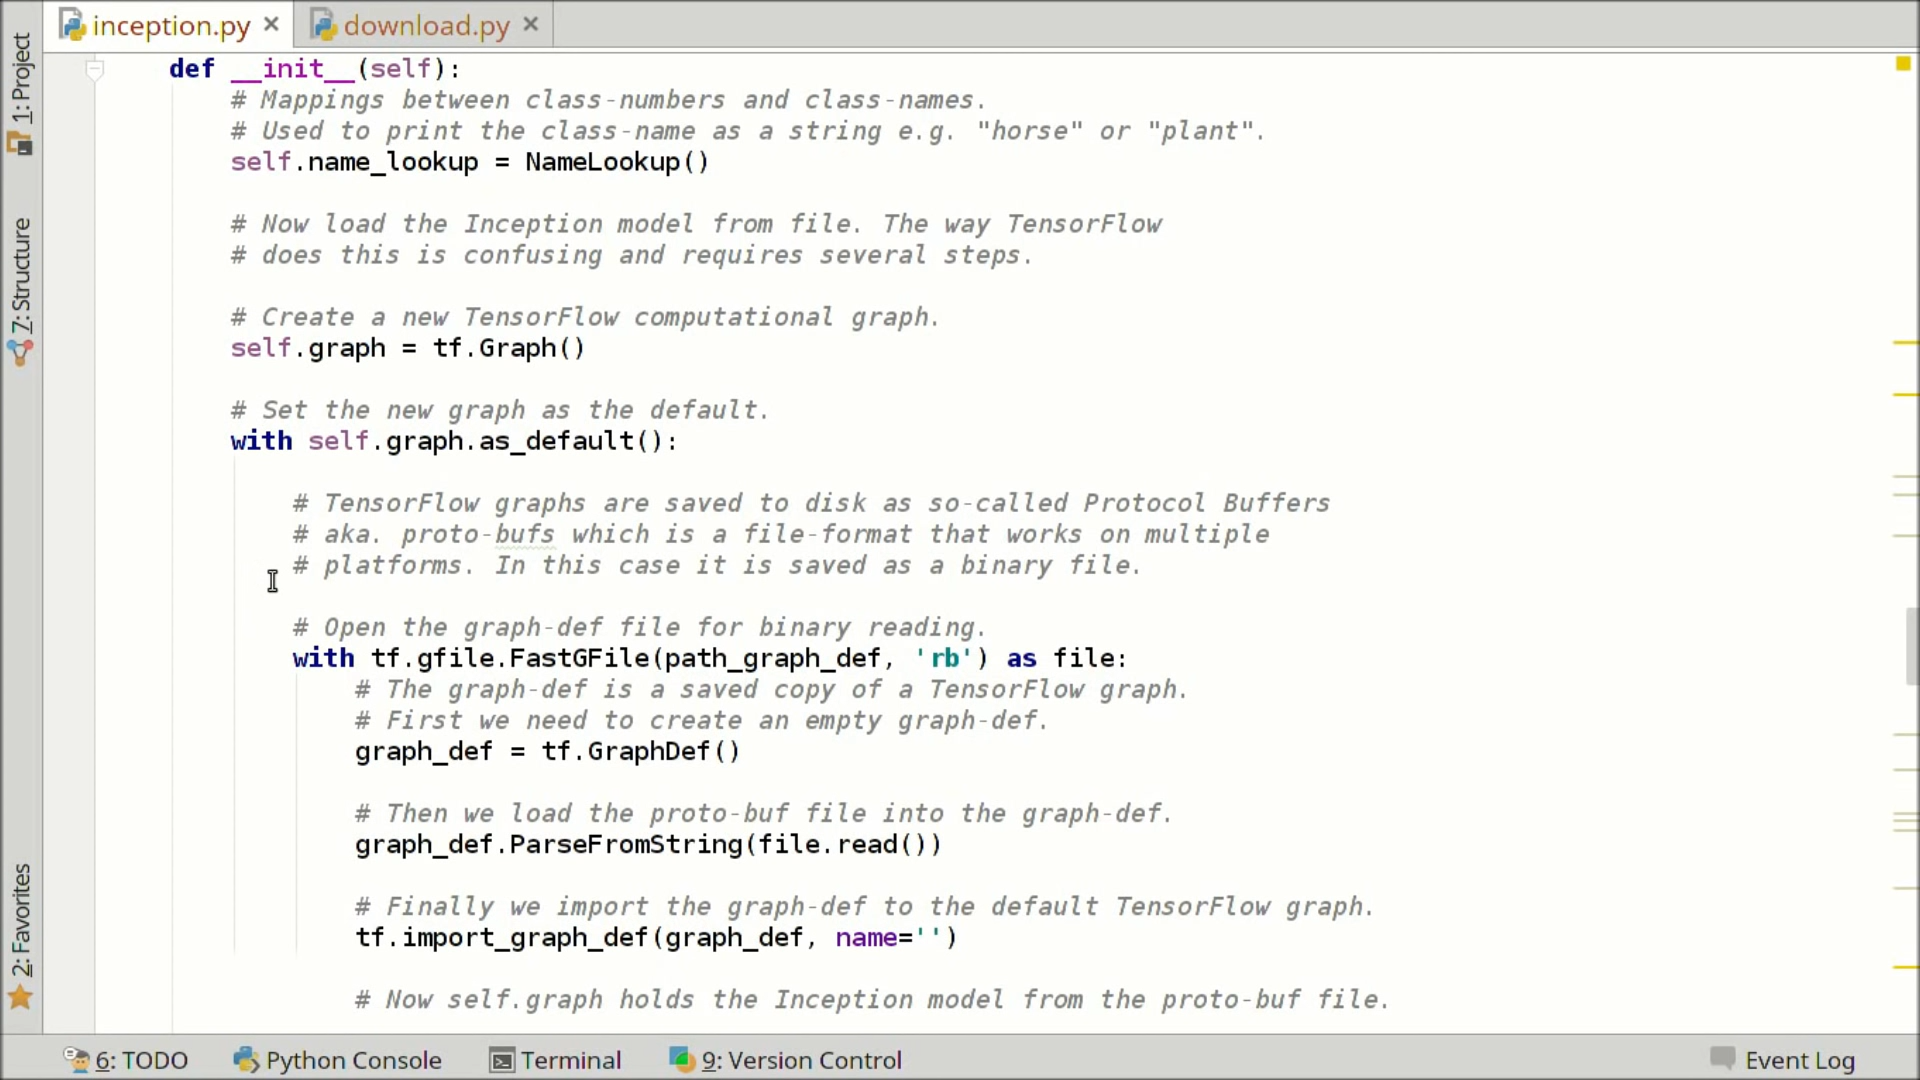 inception.py
download.py
1: Project
7: Structure
2: Favorites
def __init__(self):
# Mappings between class-numbers and class-names.
# Used to print the class-name as a string e.g. "horse" or "plant".
self.name_lookup = NameLookup()
# Now load the Inception model from file. The way TensorFlow
# does this is confusing and requires several steps.
# Create a new TensorFlow computational graph.
self.graph = tf.Graph()
# Set the new graph as the default.
with self.graph.as_default():
# TensorFlow graphs are saved to disk as so-called Protocol Buffers
# aka. proto-bufs which is a file-format that works on multiple
# platforms. In this case it is saved as a binary file.
# Open the graph-def file for binary reading.
with tf.gfile.FastGFile(path_graph_def, 'rb') as file:
# The graph-def is a saved copy of a TensorFlow graph.
# First we need to create an empty graph-def.
graph_def = tf.GraphDef()
# Then we load the proto-buf file into the graph-def.
graph_def.ParseFromString(file.read())
# Finally we import the graph-def to the default TensorFlow graph.
tf.import_graph_def(graph_def, name='')
# Now self.graph holds the Inception model from the proto-buf file.
6: TODO
Python Console
Terminal
9: Version Control
Event Log